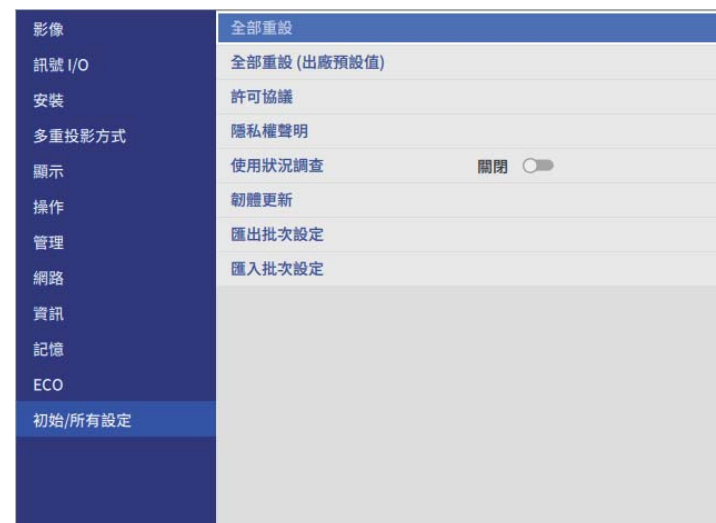 影像
訊號 I/O
安裝
多重投影方式
顯示
操作
管理
網路
資訊
記憶
ECO
初始/所有設定
全部重設
全部重設 (出廠預設值)
許可協議
隱私權聲明
使用狀況調查 關閉
韌體更新
匯出批次設定
匯入批次設定